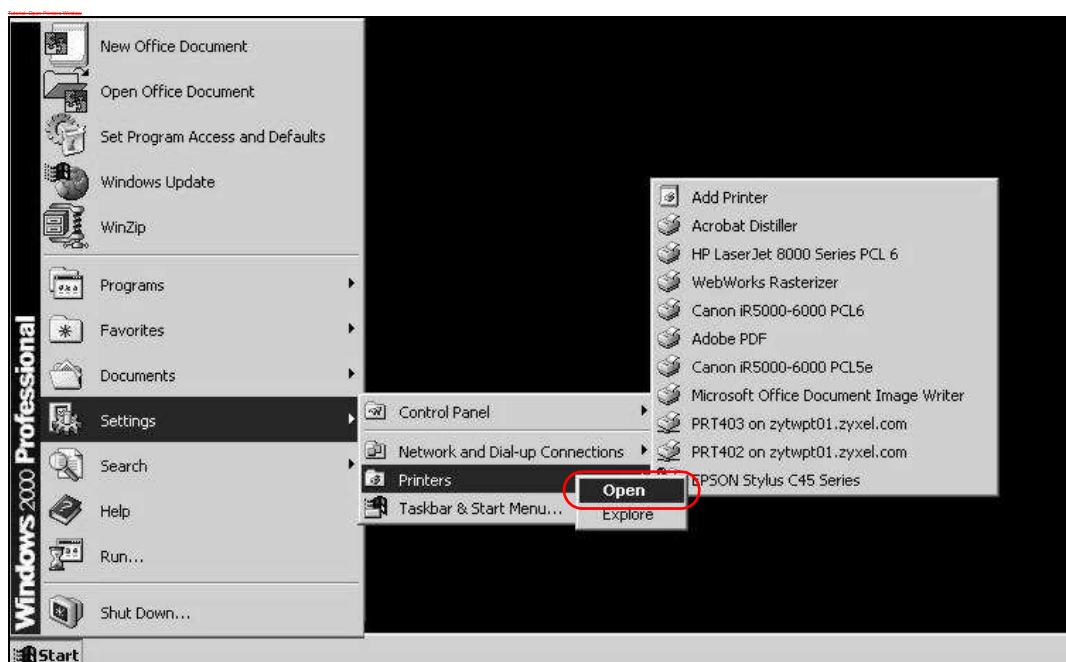 Tutorial: Open Printers Window
New Office Document
Open Office Document
Set Program Access and Defaults
Windows Update
WinZip
Programs
Favorites
Documents
Settings
Search
Help
Run...
Shut Down...
Windows 2000 Professional
Start
Control Panel
Network and Dial-up Connections
Printers
Taskbar & Start Menu...
Open
Explore
Add Printer
Acrobat Distiller
HP LaserJet 8000 Series PCL 6
WebWorks Rasterizer
Canon iR5000-6000 PCL6
Adobe PDF
Canon iR5000-6000 PCL5e
Microsoft Office Document Image Writer
PRT403 on zytwpt01.zyxel.com
PRT402 on zytwpt01.zyxel.com
EPSON Stylus C45 Series